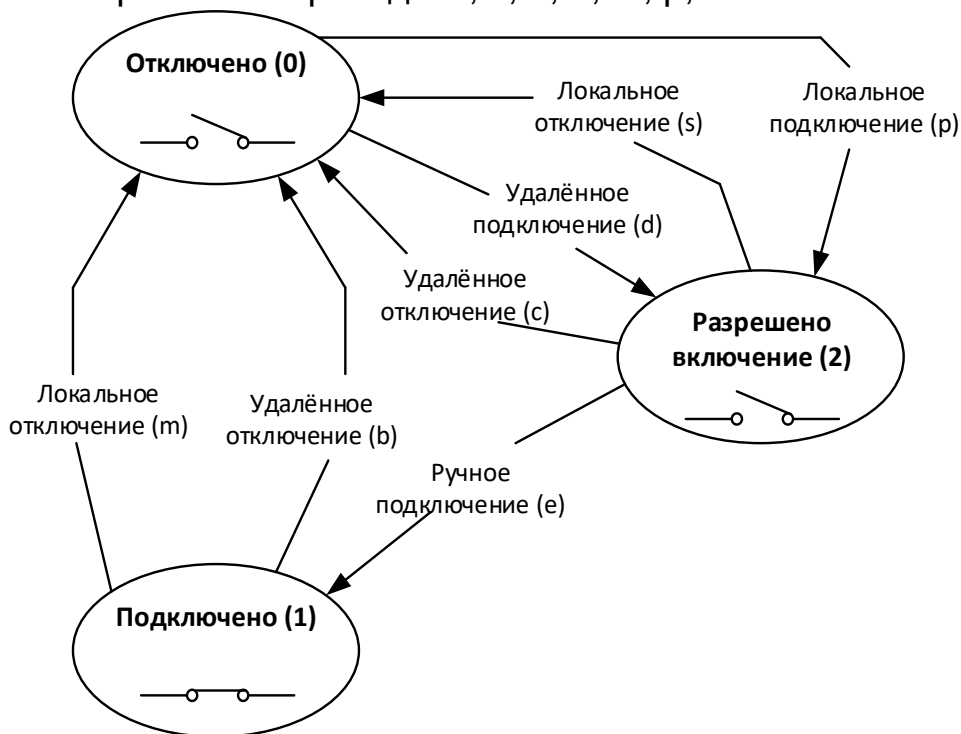 Отключено (0)
Локальное
отключение (s)
Локальное
подключение (p)
Удалённое
подключение (d)
Удалённое
отключение (c)
Разрешено
включение (2)
Локальное
отключение (m)
Удалённое
отключение (b)
Ручное
подключение (e)
Подключено (1)